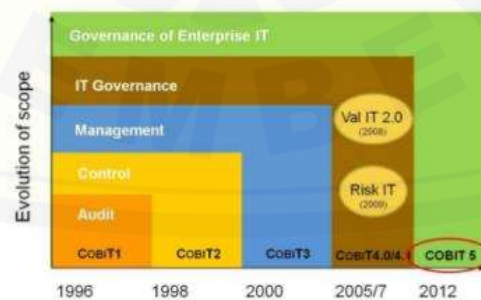 Governance of Enterprise IT
IT Governance
Management
Val IT 2.0
(2008)
Control
Risk IT
(2009)
Audit
COBIT1
COBIT2
COBIT3
COBIT4.0/4.1
COBIT 5
1996
1998
2000
2005/7
2012
Evolution of scope